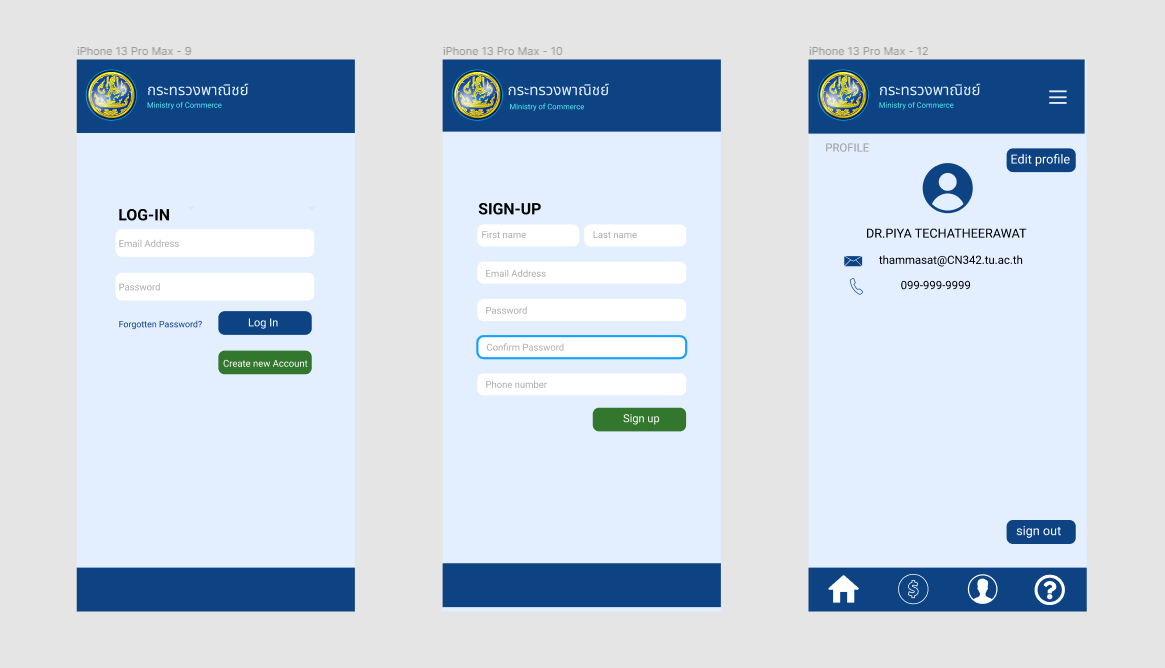 iPhone 13 Pro Max - 9
กระทรวงพาณิชย์
Ministry of Commerce
LOG-IN
Email Address
Password
Forgotten Password?
Log In
Create new Account
iPhone 13 Pro Max - 10
กระทรวงพาณิชย์
Ministry of Commerce
SIGN-UP
First name
Last name
Email Address
Password
Confirm Password
Phone number
Sign up
iPhone 13 Pro Max - 12
กระทรวงพาณิชย์
Ministry of Commerce
PROFILE
Edit profile
DR.PIYA TECHATHEERAWAT
thammasat@CN342.tu.ac.th
099-999-9999
sign out